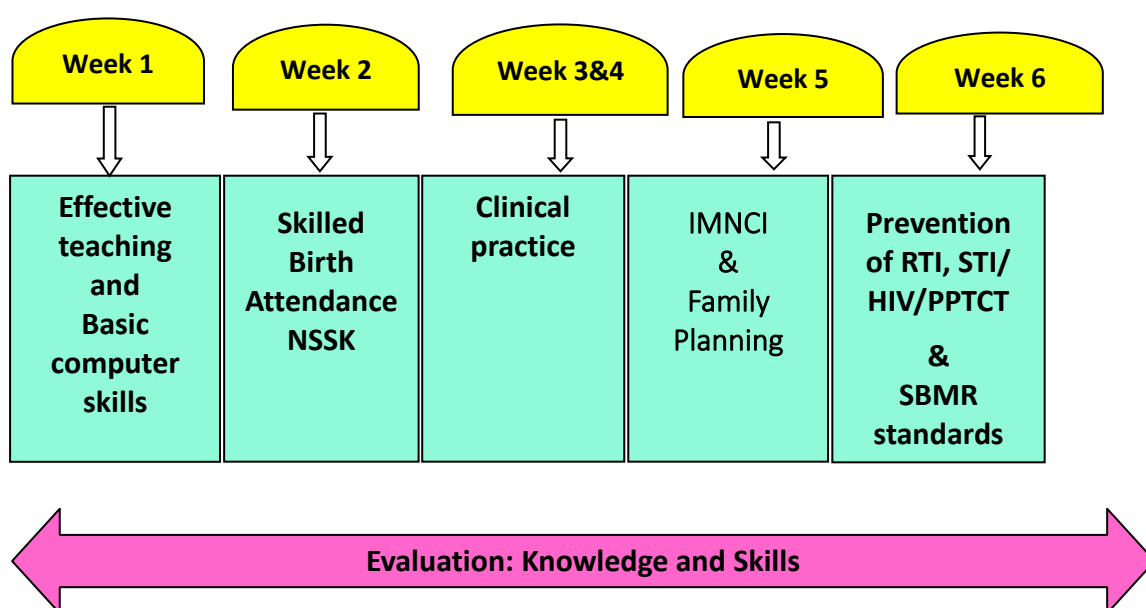 Week 1
Week 2
Week 3&4
Week 5
Week 6
Effective
teaching
and
Basic
computer
skills
Skilled
Birth
Attendance
NSSK
Clinical
practice
IMNCI
&
Family
Planning
Prevention
of RTI, STI/
HIV/PPTCT
&
SBMR
standards
Evaluation: Knowledge and Skills